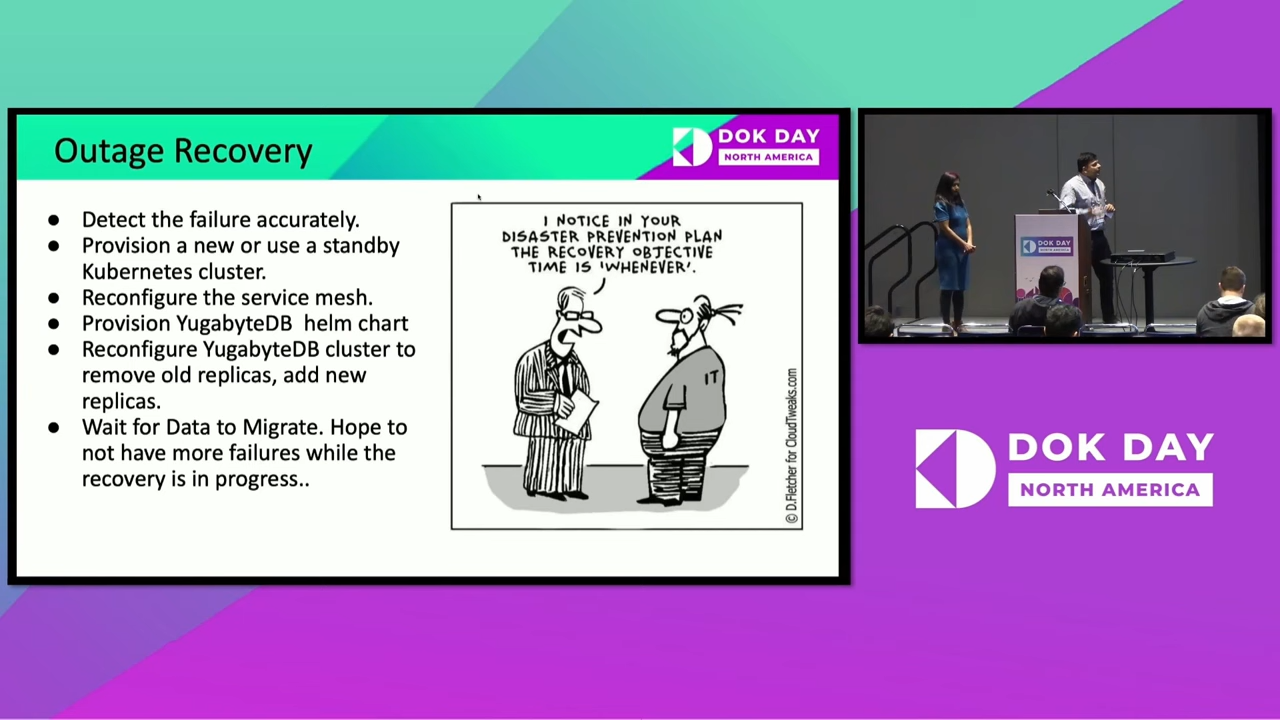 Outage Recovery
DOK DAY
NORTH AMERICA
● Detect the failure accurately.
● Provision a new or use a standby
Kubernetes cluster.
● Reconfigure the service mesh.
● Provision YugabyteDB  helm chart
● Reconfigure YugabyteDB cluster to
remove old replicas, add new
replicas.
● Wait for Data to Migrate. Hope to
not have more failures while the
recovery is in progress..
I NOTICE IN YOUR
DISASTER PREVENTION PLAN
THE RECOVERY OBJECTIVE
TIME IS 'WHENEVER'.
IT
© D.Fletcher for CloudTweaks.com
DOK DAY
NORTH AMERICA
DOK DAY
NORTH AMERICA